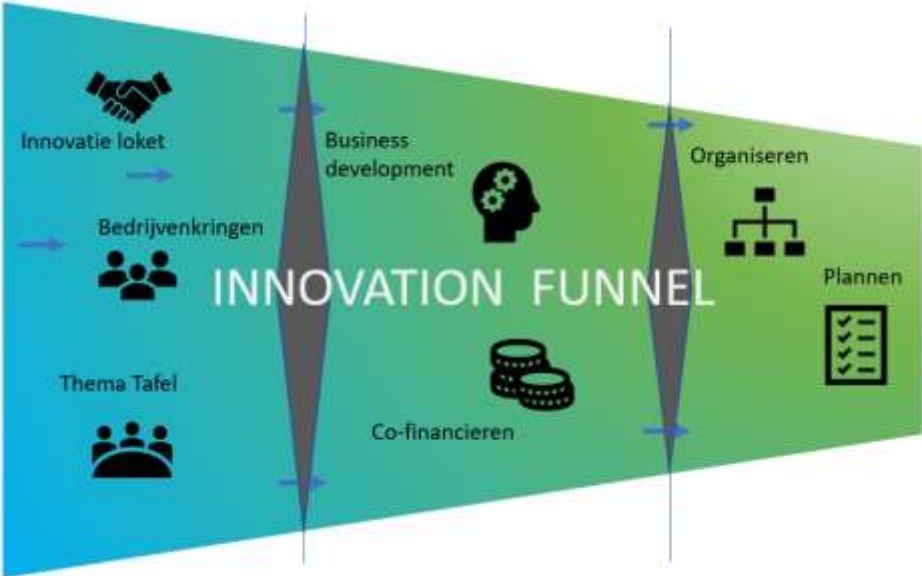 Innovatie loket
Bedrijvenkringen
Thema Tafel
INNOVATION FUNNEL
Business
development
Co-financieren
Organiseren
Plannen